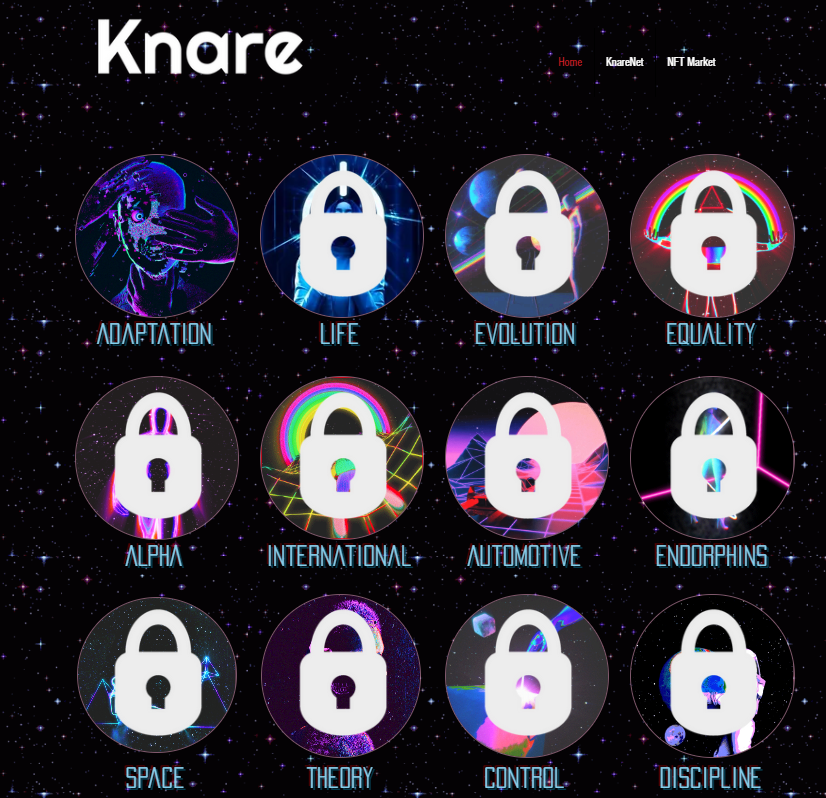 Knare
Home KnareNet NFT Market
ADAPTATION LIFE EVOLUTION EQUALITY
ALPHA INTERNATIONAL AUTOMOTIVE ENDORPHINS
SPACE THEORY CONTROL DISCIPLINE